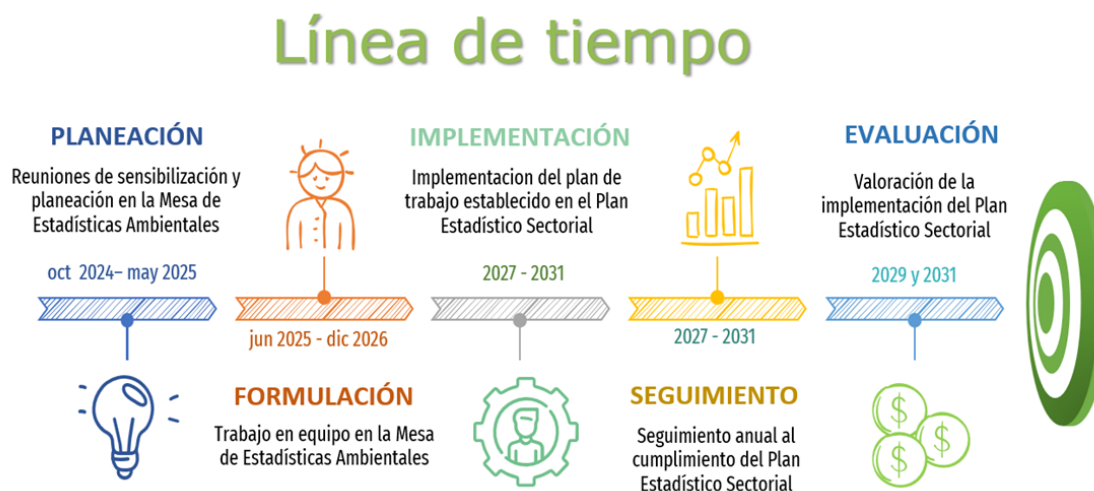 Línea de tiempo
PLANEACIÓN
Reuniones de sensibilización y
planeación en la Mesa de
Estadísticas Ambientales
oct 2024– may 2025
jun 2025 - dic 2026
FORMULACIÓN
Trabajo en equipo en la Mesa
de Estadísticas Ambientales
IMPLEMENTACIÓN
Implementacion del plan de
trabajo establecido en el Plan
Estadístico Sectorial
2027 - 2031
2027 - 2031
SEGUIMIENTO
Seguimiento anual al
cumplimiento del Plan
Estadístico Sectorial
EVALUACIÓN
Valoración de la
implementación del Plan
Estadístico Sectorial
2029 y 2031
$
$
$